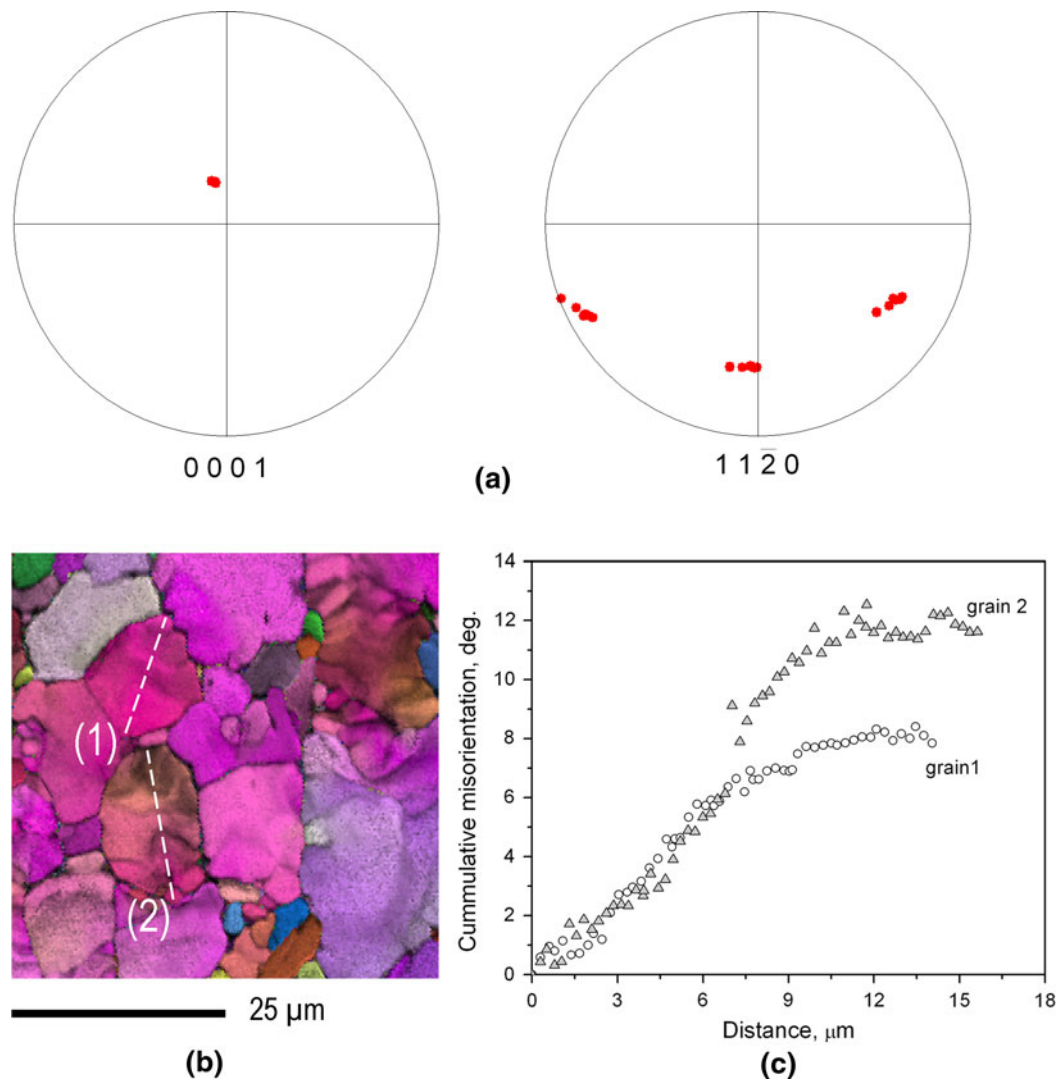 0 0 0 1
1 1 2̅ 0
(a)
(1)
(2)
25 µm
(b)
14
12
10
8
6
4
2
0
Cummulative misorientation, deg.
grain 2
grain1
0 3 6 9 12 15 18
Distance, µm
(c)